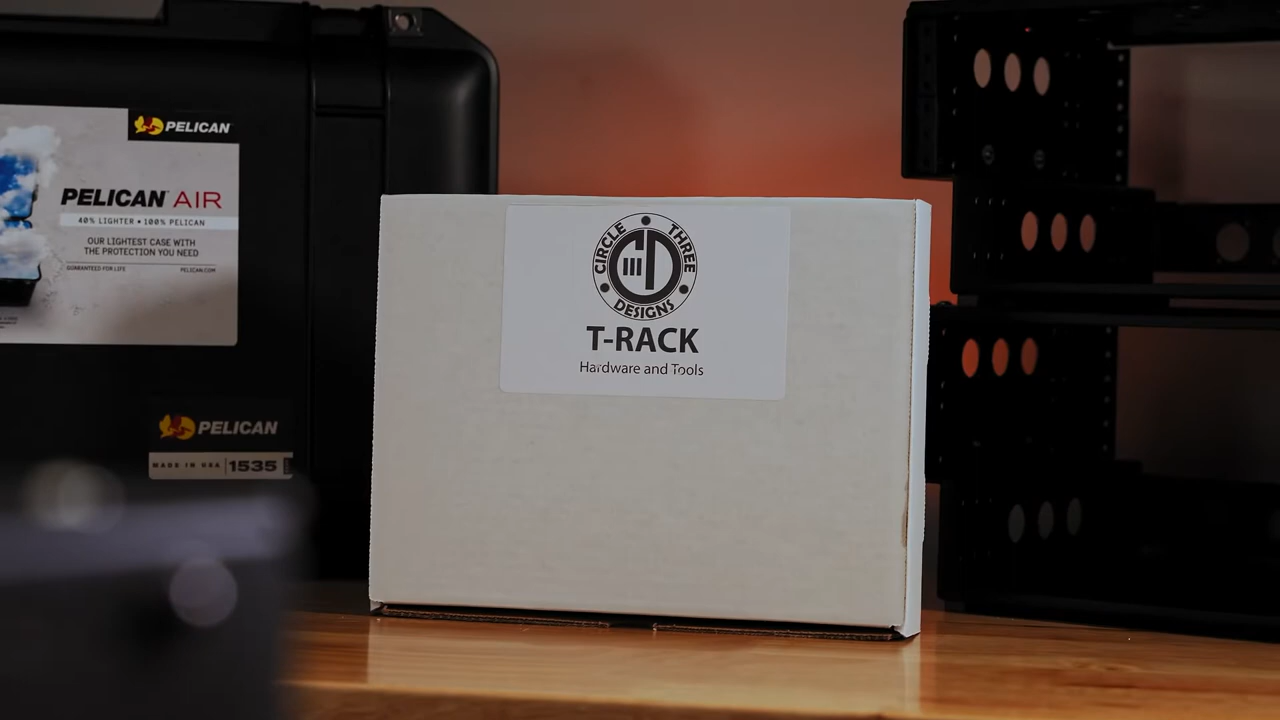 PELICAN
PELICAN AIR
40% LIGHTER • 100% PELICAN
OUR LIGHTEST CASE WITH
THE PROTECTION YOU NEED
GUARANTEED FOR LIFE
PELICAN.COM
PELICAN
MADE IN USA
1535
CIRCLE THREE
DESIGNS
T-RACK
Hardware and Tools